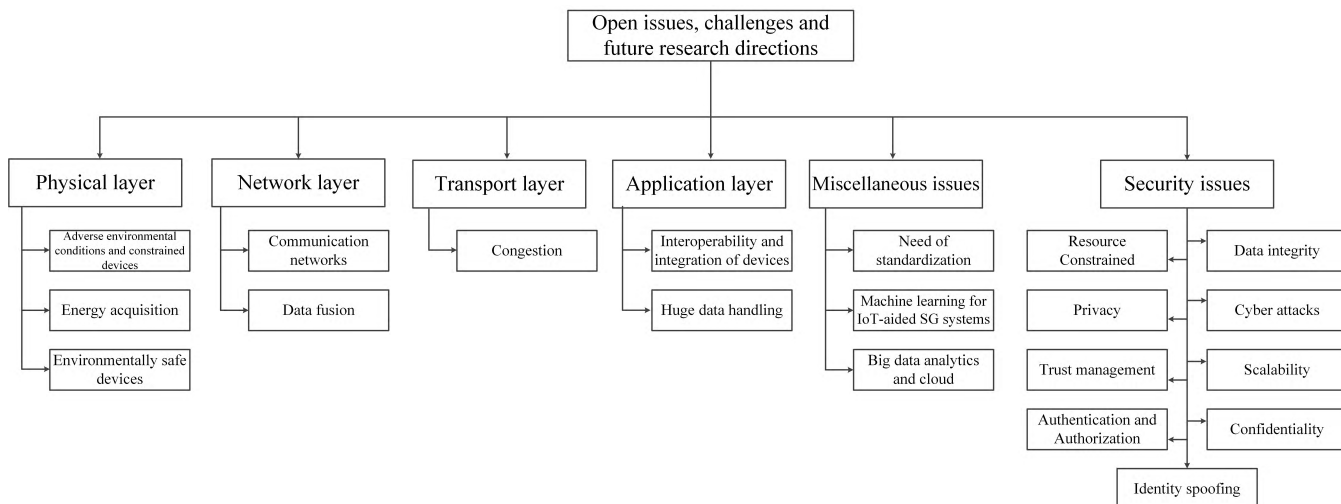 Open issues, challenges and
future research directions
Physical layer
Network layer
Transport layer
Application layer
Miscellaneous issues
Security issues
Adverse environmental
conditions and constrained
devices
Energy acquisition
Environmentally safe
devices
Communication
networks
Data fusion
Congestion
Interoperability and
integration of devices
Huge data handling
Need of
standardization
Machine learning for
IoT-aided SG systems
Big data analytics
and cloud
Resource
Constrained
Data integrity
Privacy
Cyber attacks
Trust management
Scalability
Authentication and
Authorization
Confidentiality
Identity spoofing